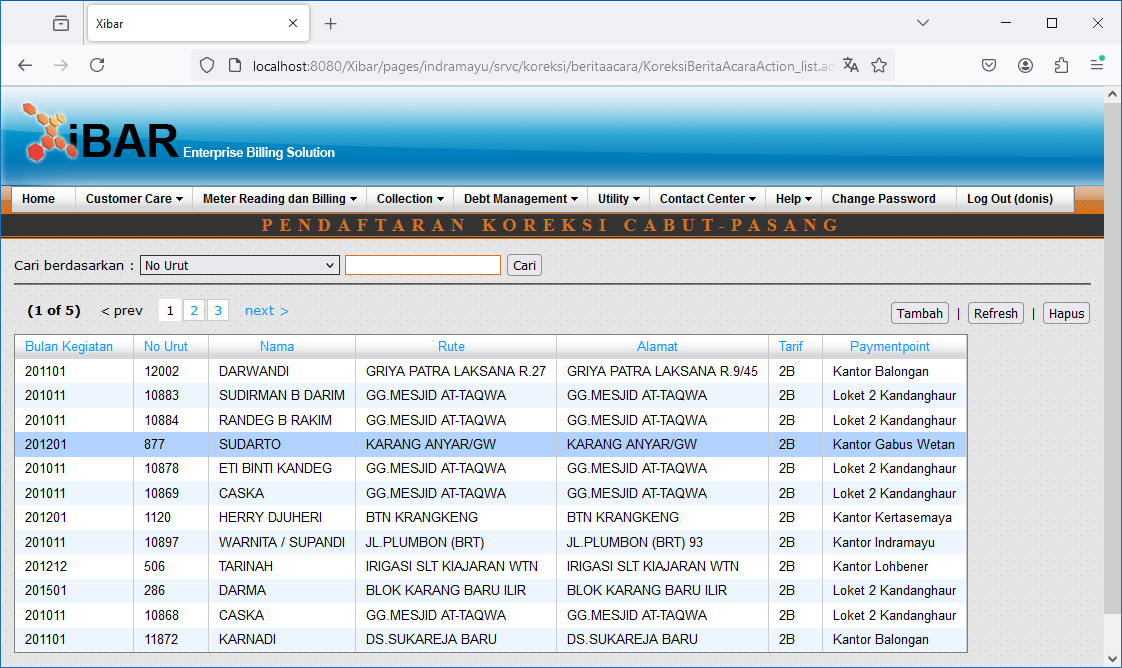 Xibar
localhost:8080/Xibar/pages/indramayu/srvc/koreksi/beritaacara/KoreksiBeritaAcaraAction_list.ac
iBAR Enterprise Billing Solution
Home Customer Care Meter Reading dan Billing Collection Debt Management Utility Contact Center Help Change Password Log Out (donis)
PENDAFTARAN KOREKSI CABUT-PASANG
Cari berdasarkan : No Urut Cari
(1 of 5) < prev 1 2 3 next > Tambah | Refresh | Hapus
Bulan Kegiatan No Urut Nama Rute Alamat Tarif Paymentpoint
201101 12002 DARWANDI GRIYA PATRA LAKSANA R.27 GRIYA PATRA LAKSANA R.9/45 2B Kantor Balongan
201011 10883 SUDIRMAN B DARIM GG.MESJID AT-TAQWA GG.MESJID AT-TAQWA 2B Loket 2 Kandanghaur
201011 10884 RANDEG B RAKIM GG.MESJID AT-TAQWA GG.MESJID AT-TAQWA 2B Loket 2 Kandanghaur
201201 877 SUDARTO KARANG ANYAR/GW KARANG ANYAR/GW 2B Kantor Gabus Wetan
201011 10878 ETI BINTI KANDEG GG.MESJID AT-TAQWA GG.MESJID AT-TAQWA 2B Loket 2 Kandanghaur
201011 10869 CASKA GG.MESJID AT-TAQWA GG.MESJID AT-TAQWA 2B Loket 2 Kandanghaur
201201 1120 HERRY DJUHERI BTN KRANGKENG BTN KRANGKENG 2B Kantor Kertasemaya
201011 10897 WARNITA / SUPANDI JL.PLUMBON (BRT) JL.PLUMBON (BRT) 93 2B Kantor Indramayu
201212 506 TARINAH IRIGASI SLT KIAJARAN WTN IRIGASI SLT KIAJARAN WTN 2B Kantor Lohbener
201501 286 DARMA BLOK KARANG BARU ILIR BLOK KARANG BARU ILIR 2B Loket 2 Kandanghaur
201011 10868 CASKA GG.MESJID AT-TAQWA GG.MESJID AT-TAQWA 2B Loket 2 Kandanghaur
201101 11872 KARNADI DS.SUKAREJA BARU DS.SUKAREJA BARU 2B Kantor Balongan